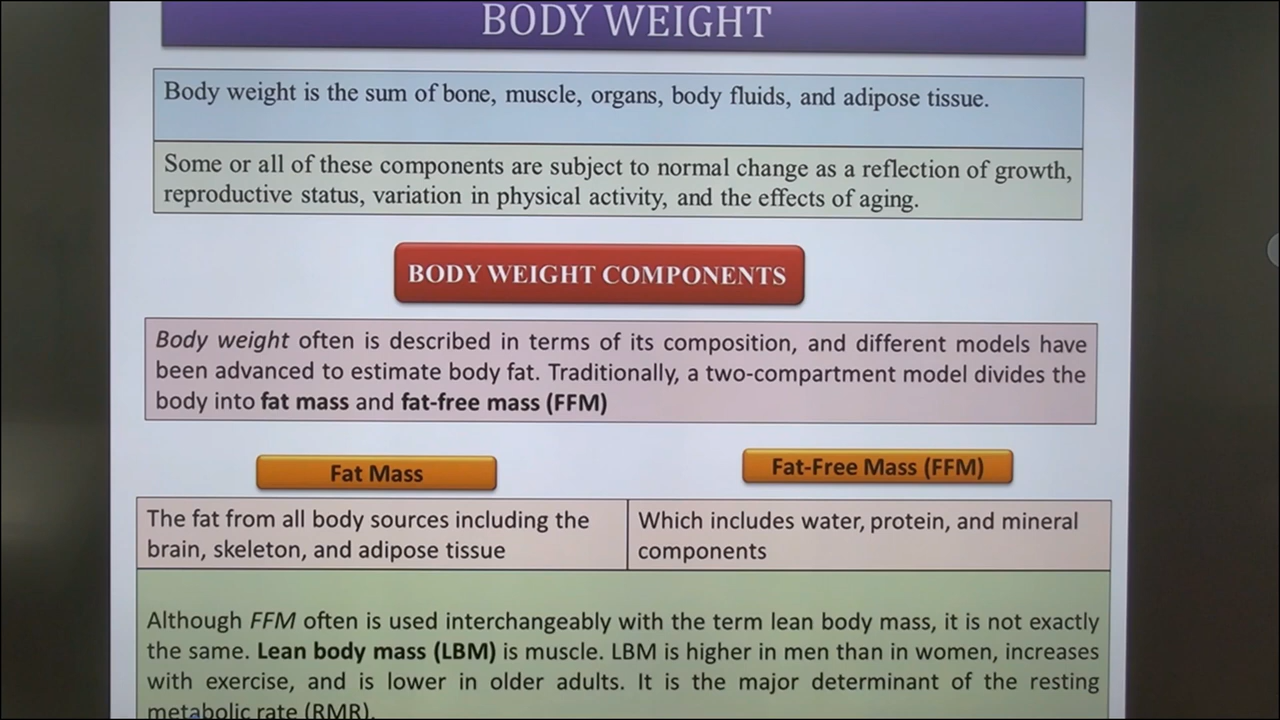 BODY WEIGHT
Body weight is the sum of bone, muscle, organs, body fluids, and adipose tissue.
Some or all of these components are subject to normal change as a reflection of growth,
reproductive status, variation in physical activity, and the effects of aging.
BODY WEIGHT COMPONENTS
Body weight often is described in terms of its composition, and different models have
been advanced to estimate body fat. Traditionally, a two-compartment model divides the
body into fat mass and fat-free mass (FFM)
Fat Mass
Fat-Free Mass (FFM)
The fat from all body sources including the
brain, skeleton, and adipose tissue
Which includes water, protein, and mineral
components
Although FFM often is used interchangeably with the term lean body mass, it is not exactly
the same. Lean body mass (LBM) is muscle. LBM is higher in men than in women, increases
with exercise, and is lower in older adults. It is the major determinant of the resting
metabolic rate (RMR).